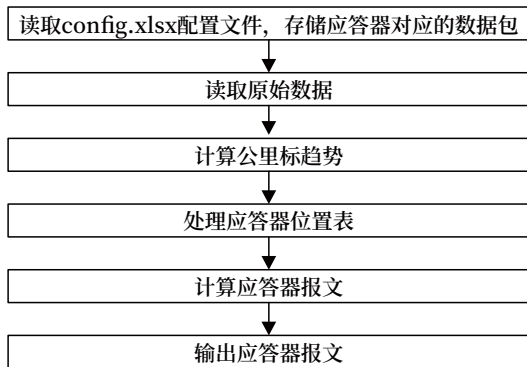 读取config.xlsx配置文件，存储应答器对应的数据包
读取原始数据
计算公里标趋势
处理应答器位置表
计算应答器报文
输出应答器报文